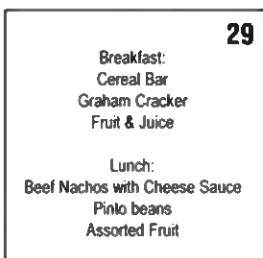 29
Breakfast:
Cereal Bar
Graham Cracker
Fruit & Juice
Lunch:
Beef Nachos with Cheese Sauce
Pinto beans
Assorted Fruit